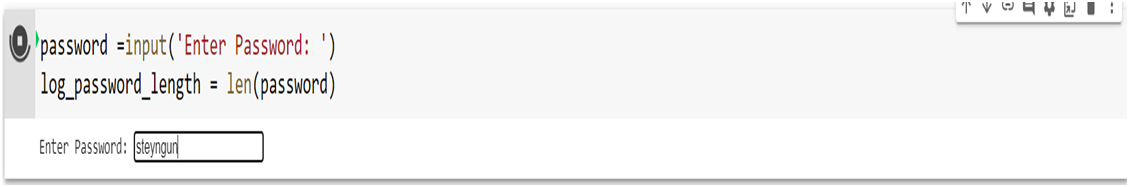 password =input('Enter Password: ')
log_password_length = len(password)
Enter Password: steyngun